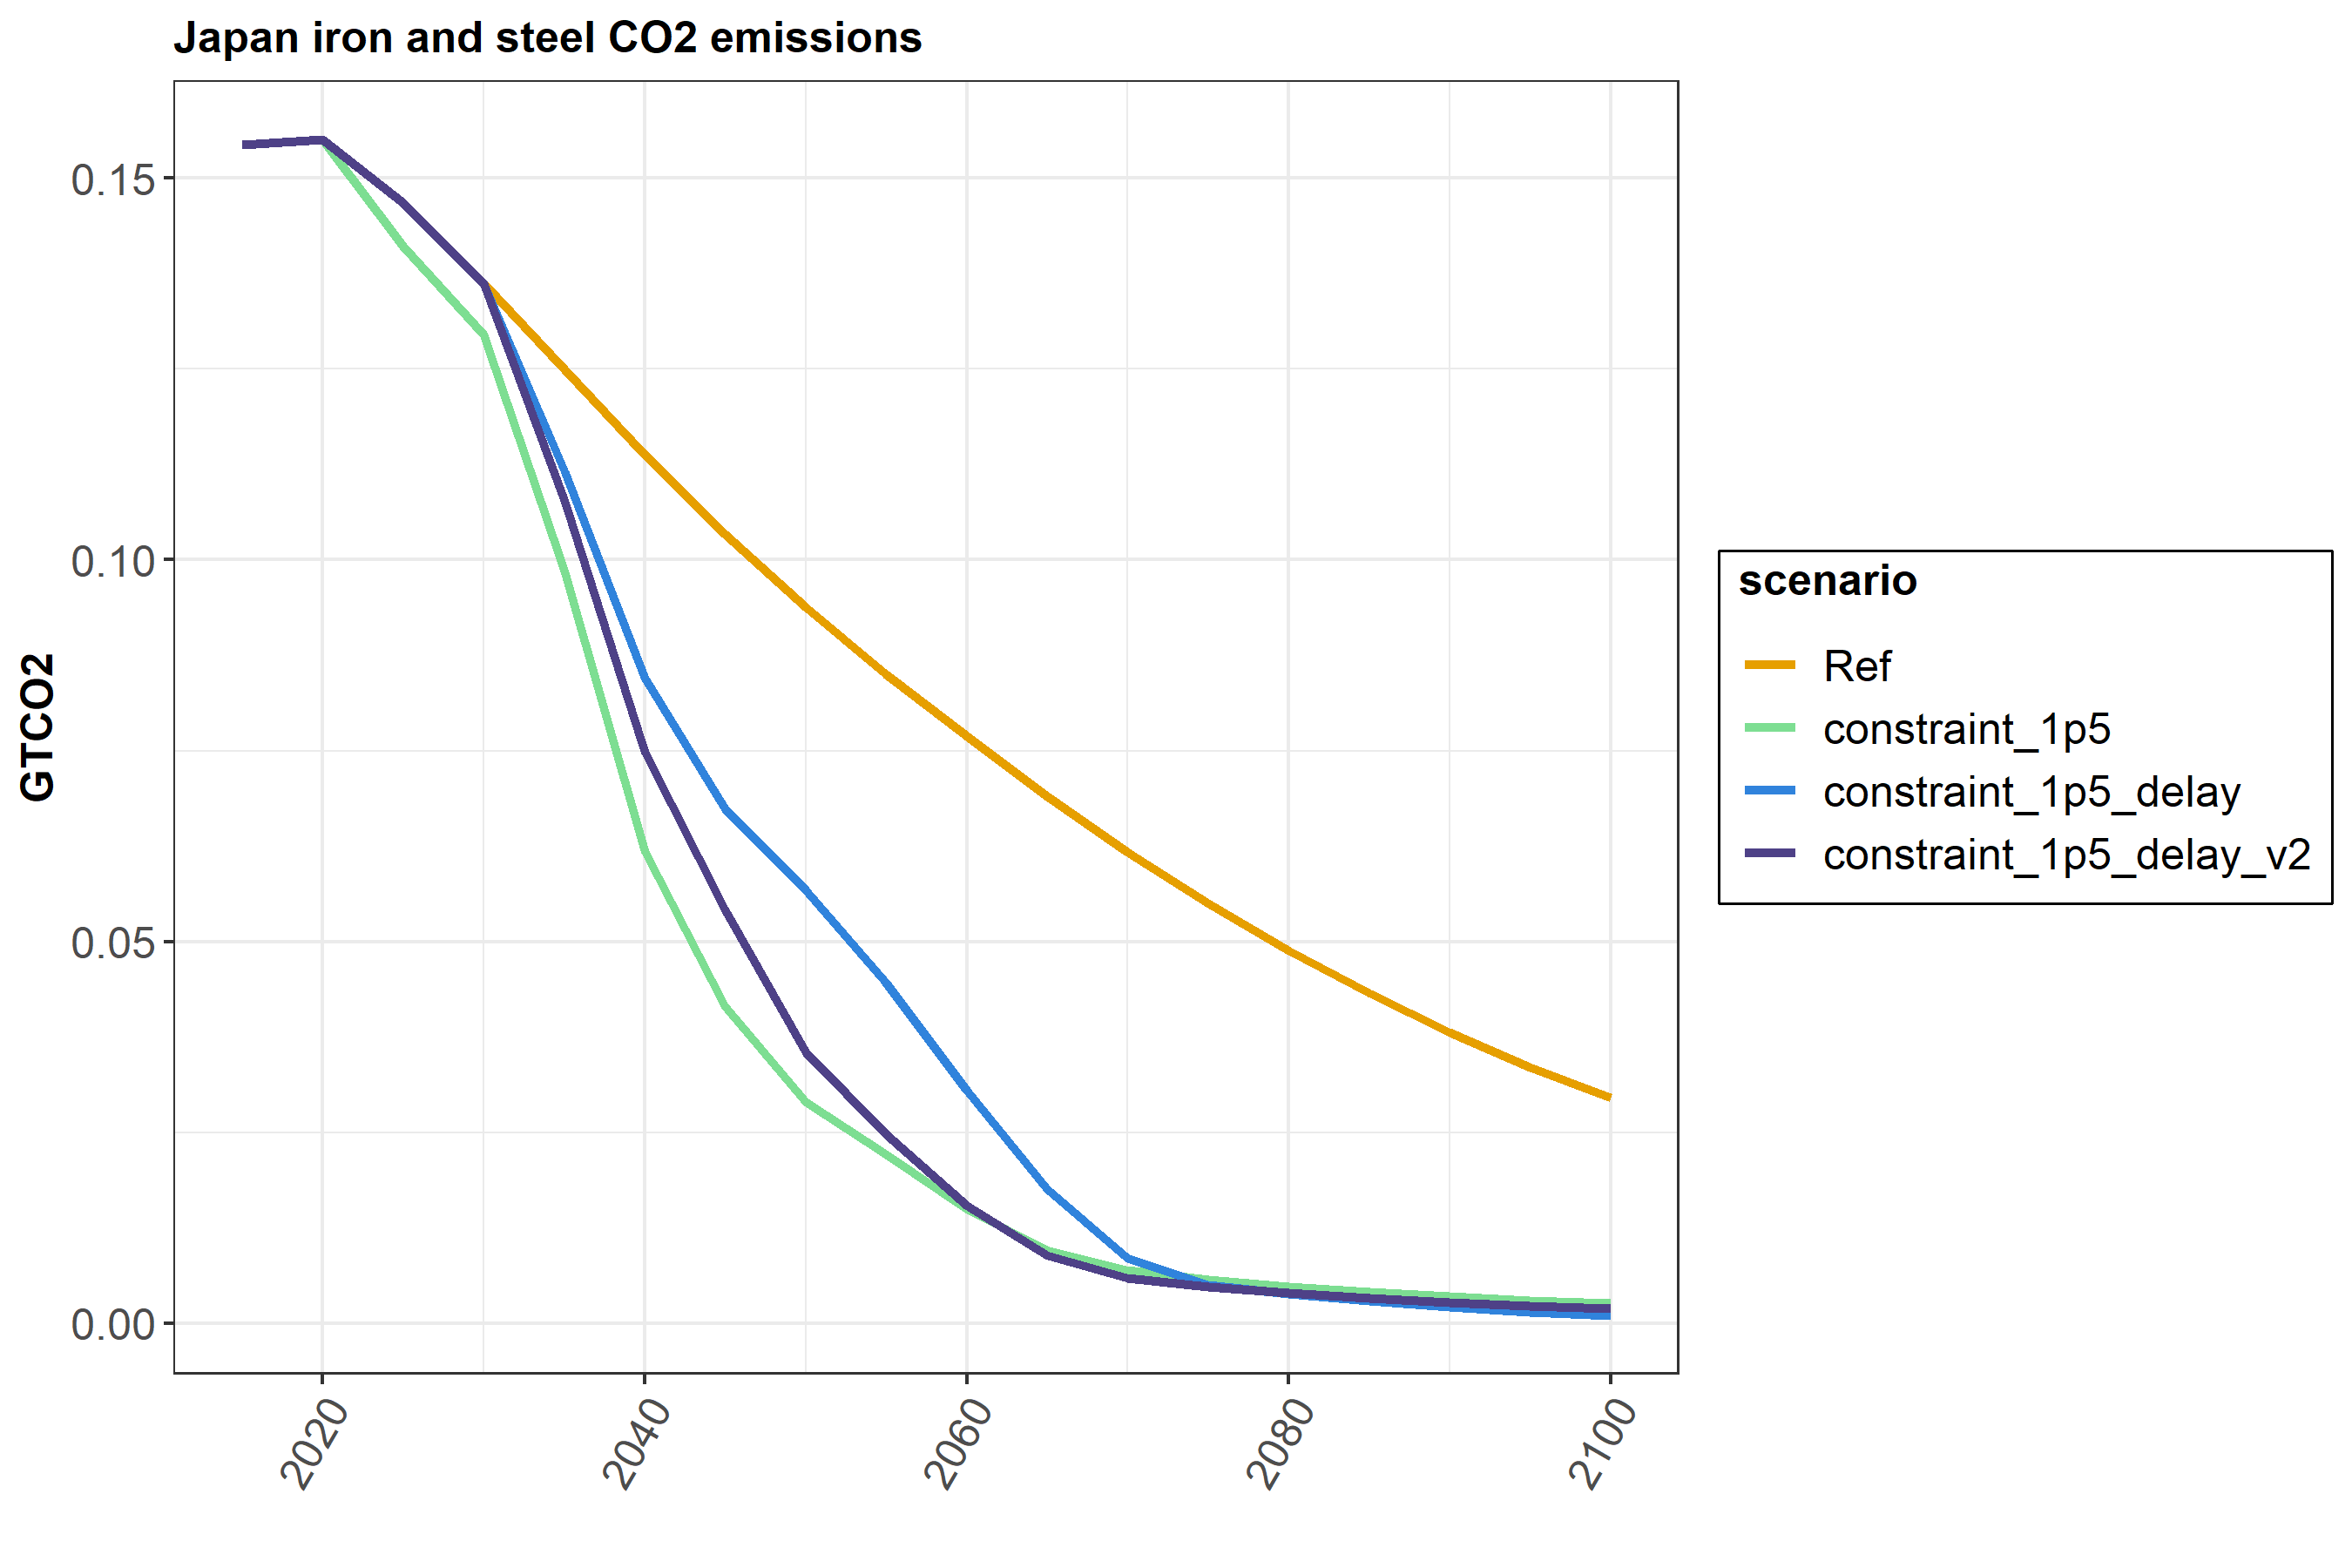 Japan iron and steel CO2 emissions
GTCO2
0.15
0.10
0.05
0.00
2020
2040
2060
2080
2100
scenario
Ref
constraint_1p5
constraint_1p5_delay
constraint_1p5_delay_v2